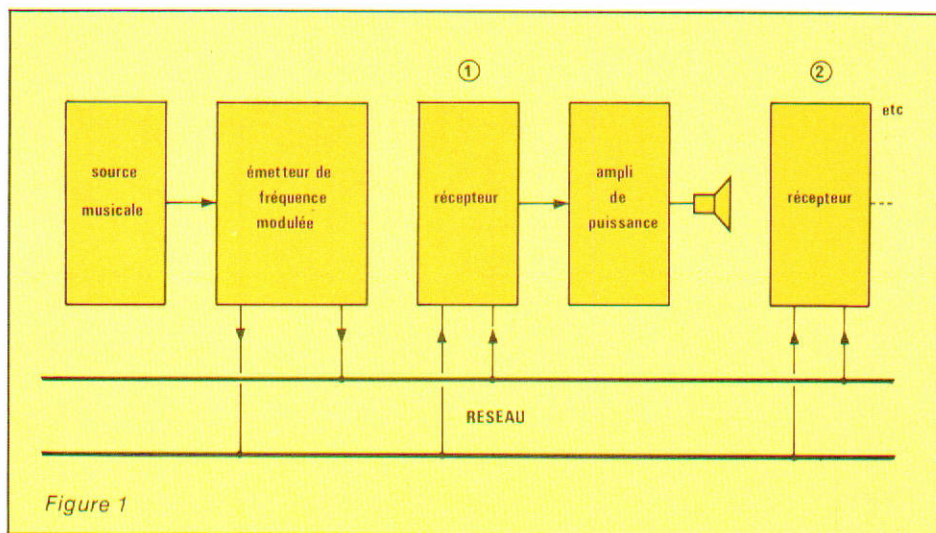 ①
②
etc
source
musicale
émetteur de
fréquence
modulée
récepteur
ampli
de
puissance
récepteur
RESEAU
Figure 1